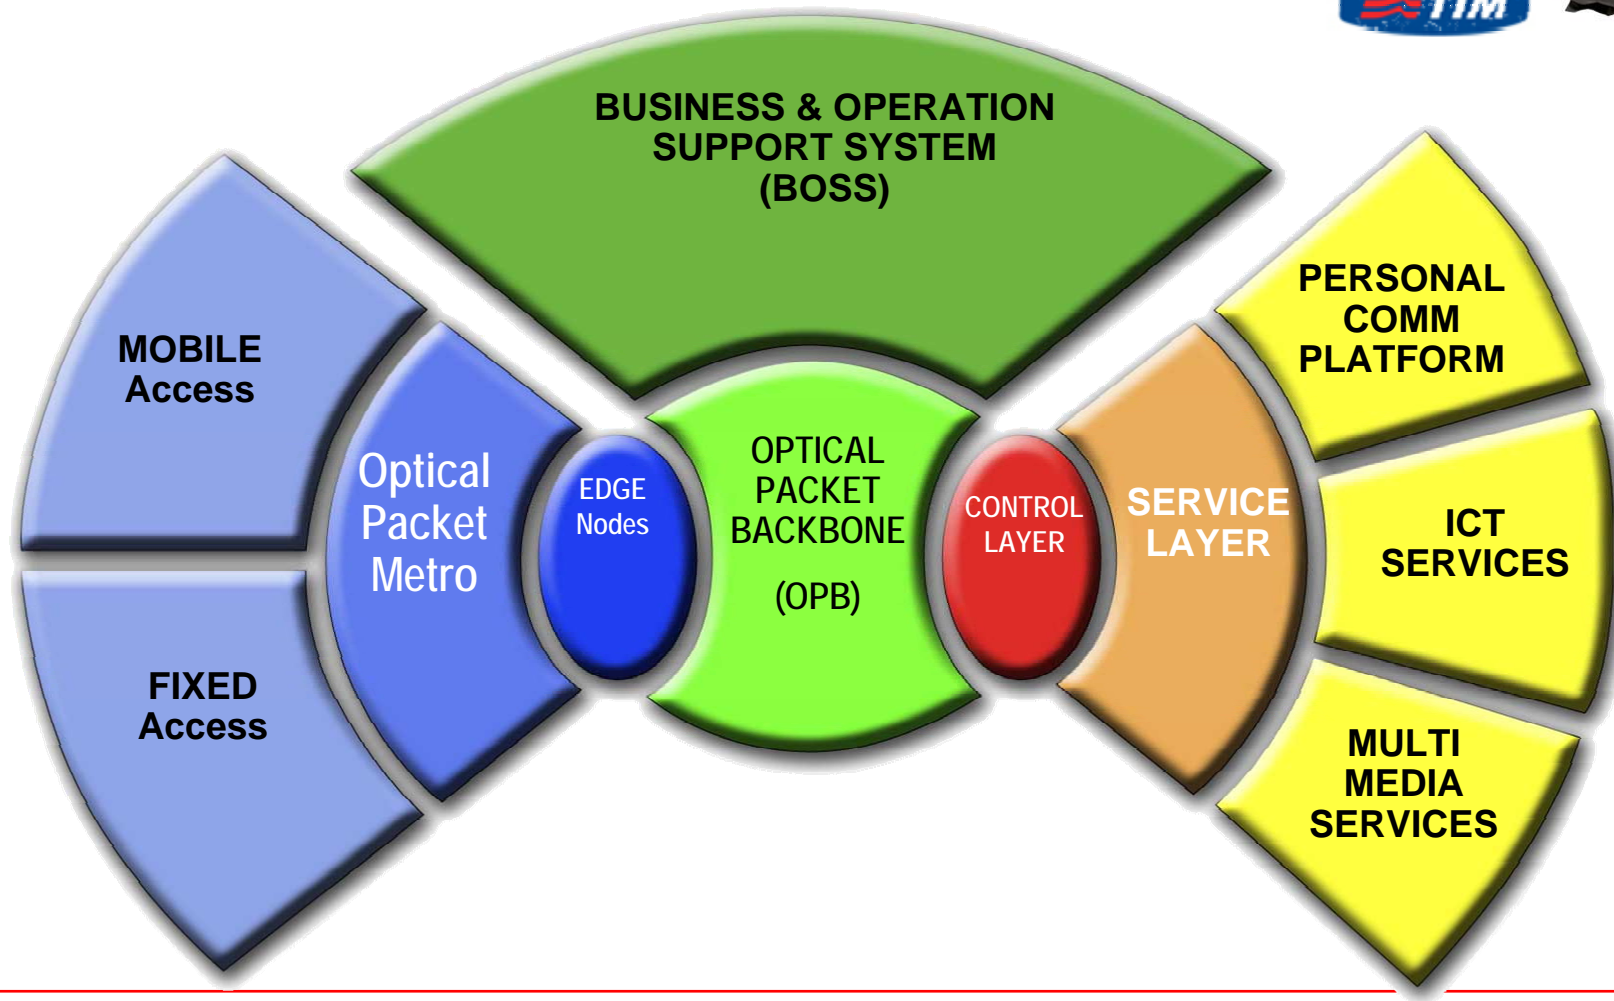 TIM
BUSINESS & OPERATION
SUPPORT SYSTEM
(BOSS)
MOBILE
Access
FIXED
Access
Optical
Packet
Metro
EDGE
Nodes
OPTICAL
PACKET
BACKBONE
(OPB)
CONTROL
LAYER
SERVICE
LAYER
PERSONAL
COMM
PLATFORM
ICT
SERVICES
MULTI
MEDIA
SERVICES